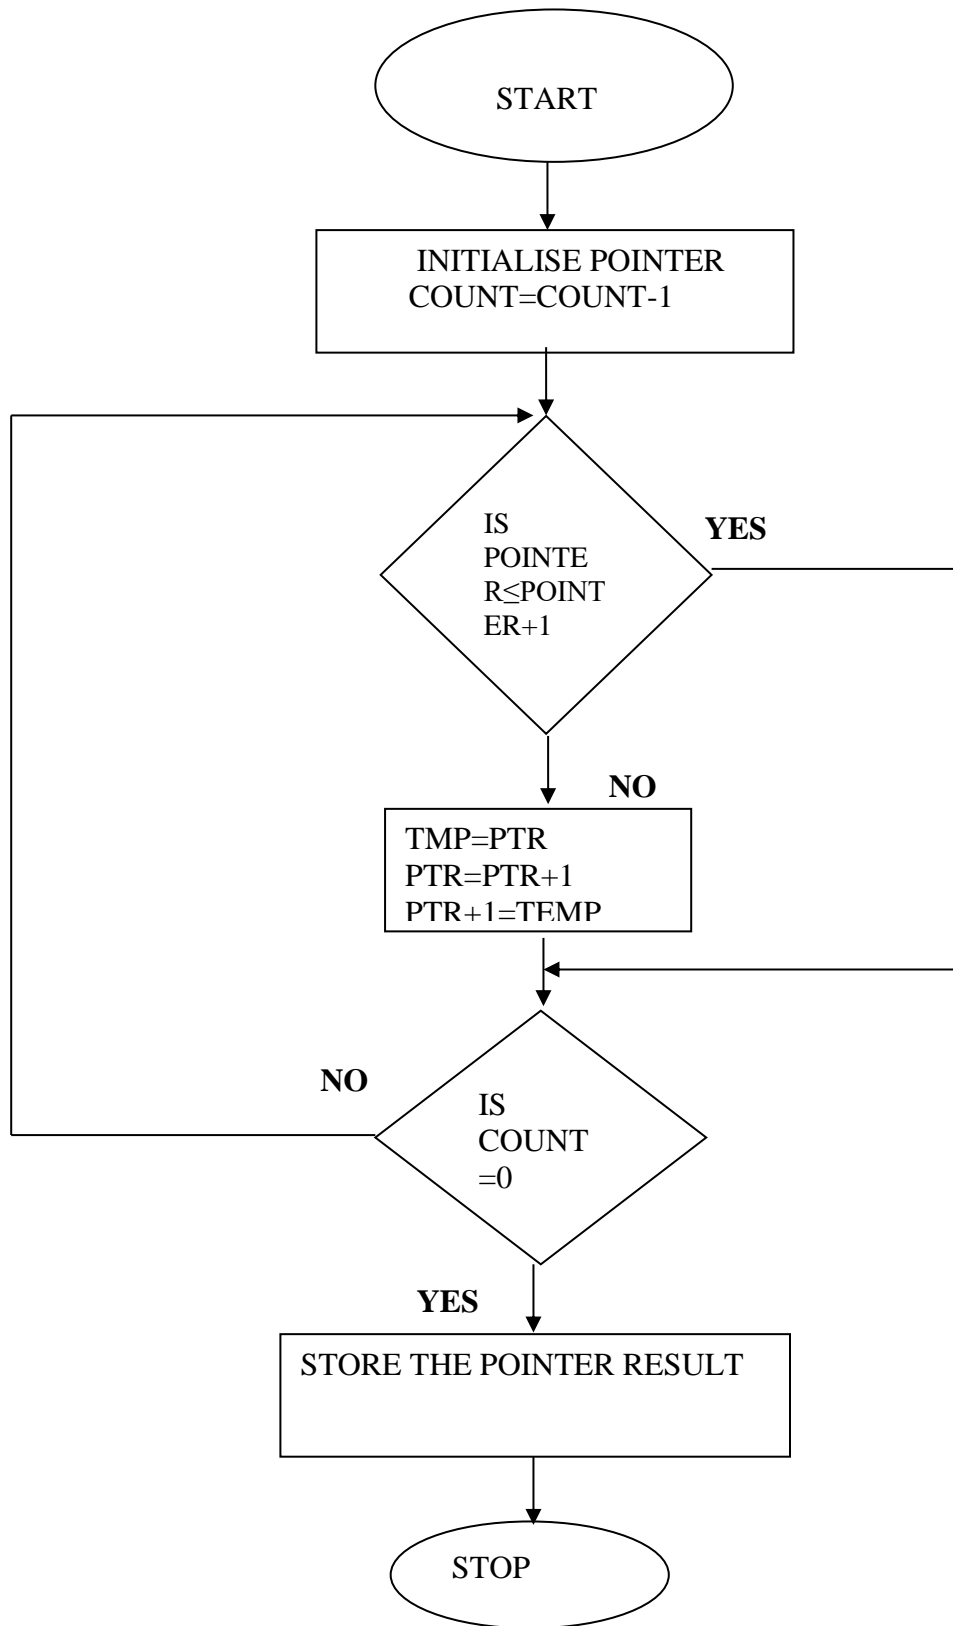 START
INITIALISE POINTER
COUNT=COUNT-1
IS
POINTE
R≤POINT
ER+1
YES
NO
TMP=PTR
PTR=PTR+1
PTR+1=TEMP
NO
IS
COUNT
=0
YES
STORE THE POINTER RESULT
STOP